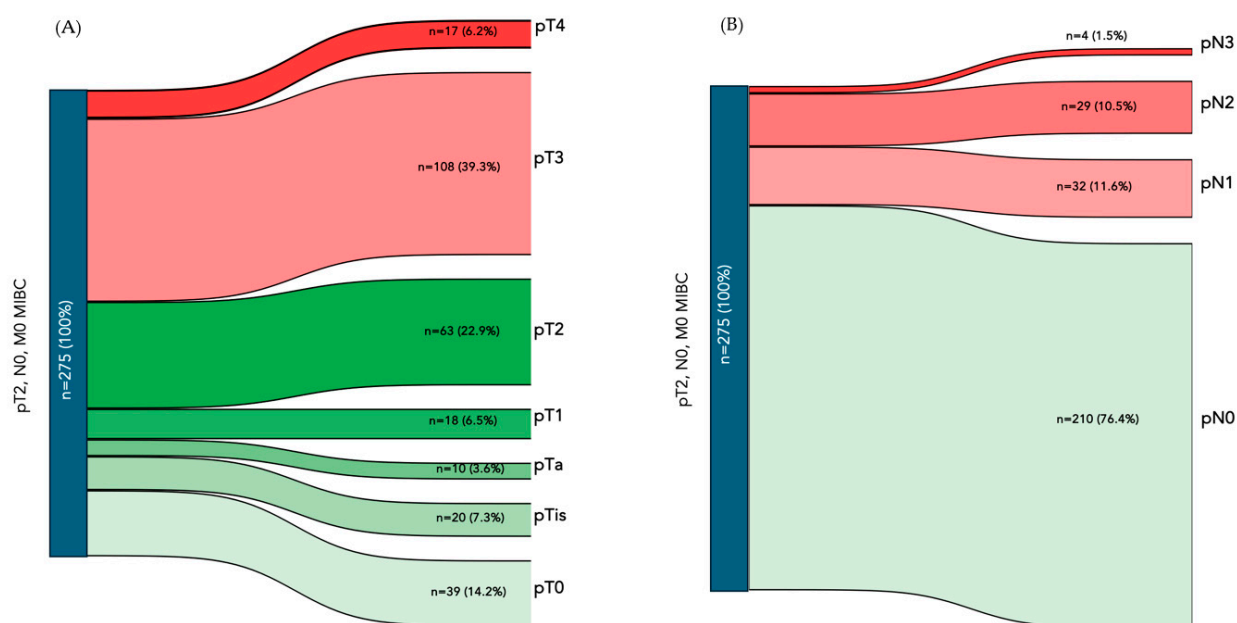 (A)
pT4
n=17 (6.2%)
pT3
n=108 (39.3%)
pT2
n=63 (22.9%)
pT1
n=18 (6.5%)
pTa
n=10 (3.6%)
pTis
n=20 (7.3%)
pT0
n=39 (14.2%)
pT2, N0, M0 MIBC
n=275 (100%)
(B)
pN3
n=4 (1.5%)
pN2
n=29 (10.5%)
pN1
n=32 (11.6%)
pN0
n=210 (76.4%)
pT2, N0, M0 MIBC
n=275 (100%)